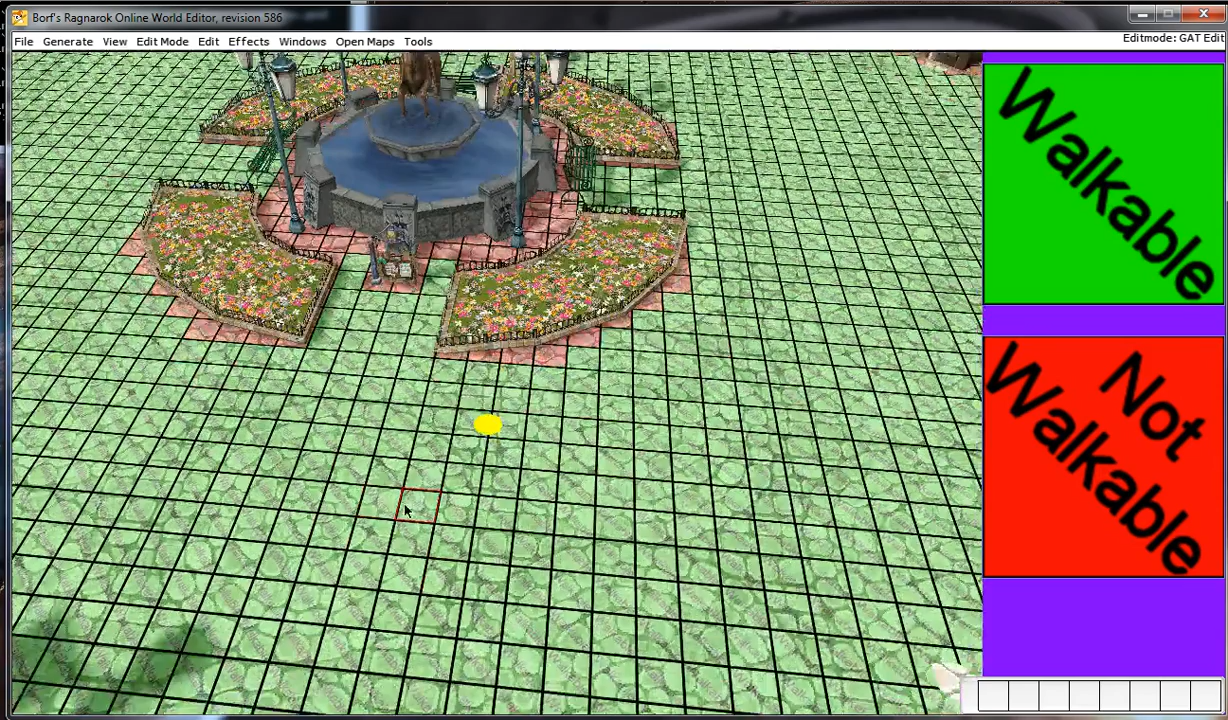 Borf's Ragnarok Online World Editor, revision 586
File Generate View Edit Mode Edit Effects Windows Open Maps Tools
Editmode: GAT Edit
Walkable
Not
Walkable